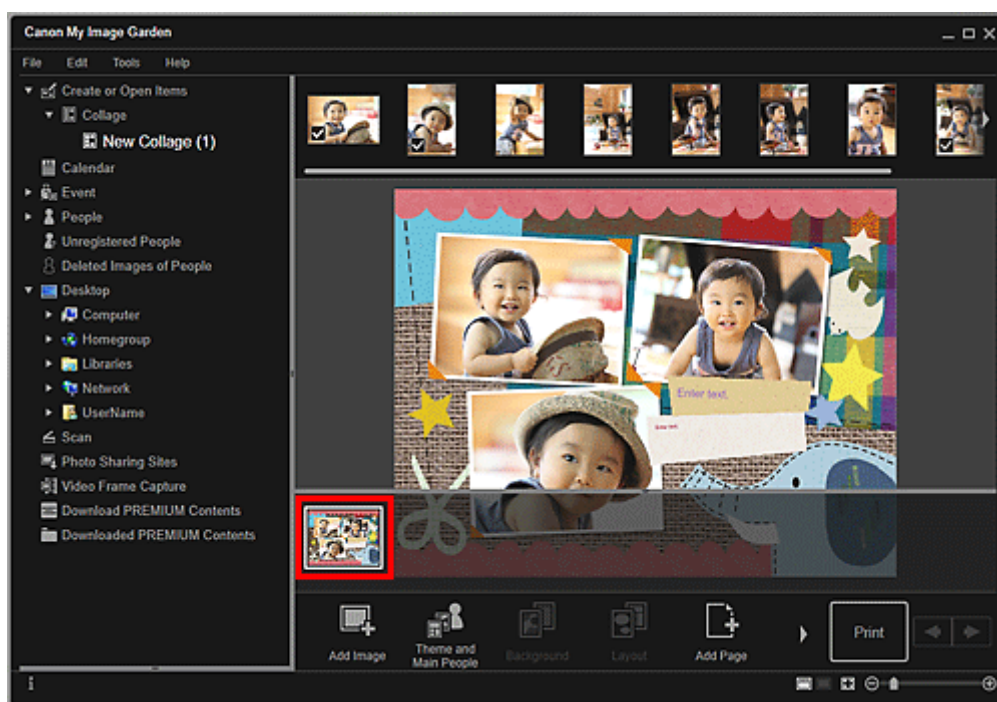 Canon My Image Garden
File Edit Tools Help
Create or Open Items
Collage
New Collage (1)
Calendar
Event
People
Unregistered People
Deleted Images of People
Desktop
Computer
Homegroup
Libraries
Network
UserName
Scan
Photo Sharing Sites
Video Frame Capture
Download PREMIUM Contents
Downloaded PREMIUM Contents
Enter text.
Enter text.
Add Image
Theme and
Main People
Background
Layout
Add Page
Print